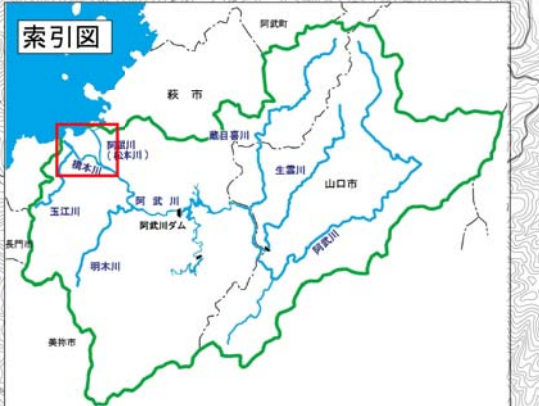 索引図
阿武町
萩市
蔵目喜川
阿武川
（松本川）
橋本川
生雲川
山口市
玉江川
阿武川
阿武川ダム
長門市
明木川
阿武川
美祢市